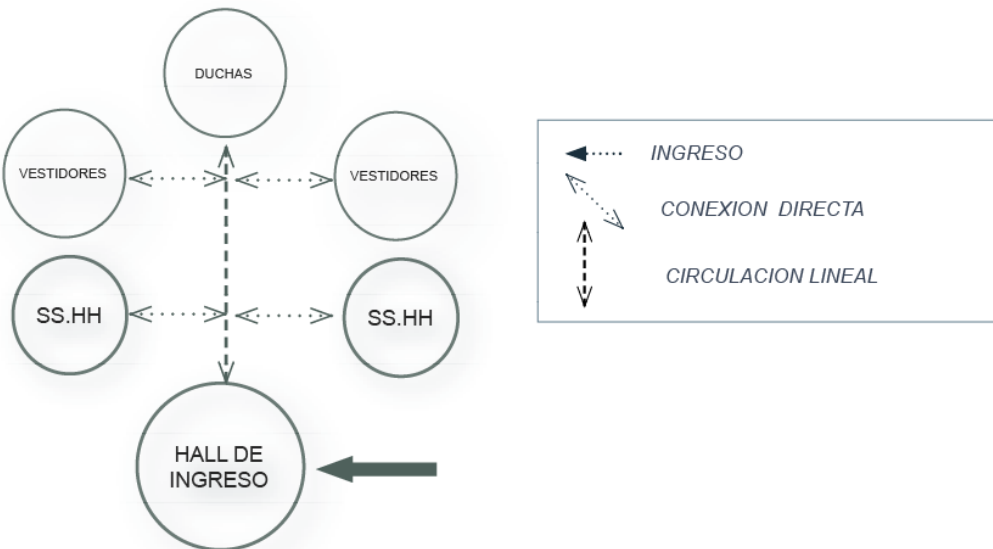 DUCHAS
VESTIDORES
VESTIDORES
SS.HH
SS.HH
HALL DE
INGRESO
INGRESO
CONEXION DIRECTA
CIRCULACION LINEAL